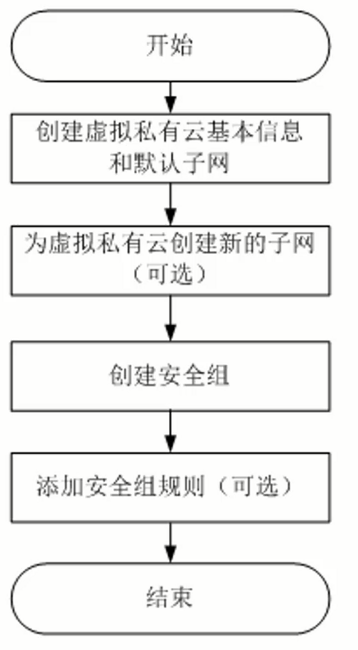 开始
创建虚拟私有云基本信息
和默认子网
为虚拟私有云创建新的子网
（可选）
创建安全组
添加安全组规则（可选）
结束